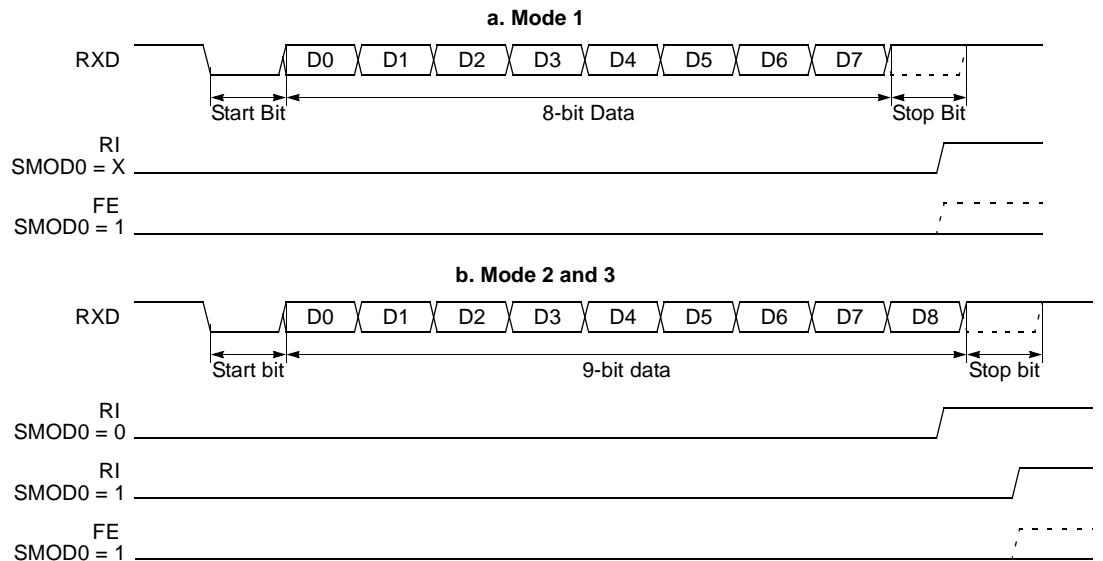 a. Mode 1
RXD
D0 D1 D2 D3 D4 D5 D6 D7
Start Bit 8-bit Data Stop Bit
RI
SMOD0 = X
FE
SMOD0 = 1
b. Mode 2 and 3
RXD
D0 D1 D2 D3 D4 D5 D6 D7 D8
Start bit 9-bit data Stop bit
RI
SMOD0 = 0
RI
SMOD0 = 1
FE
SMOD0 = 1